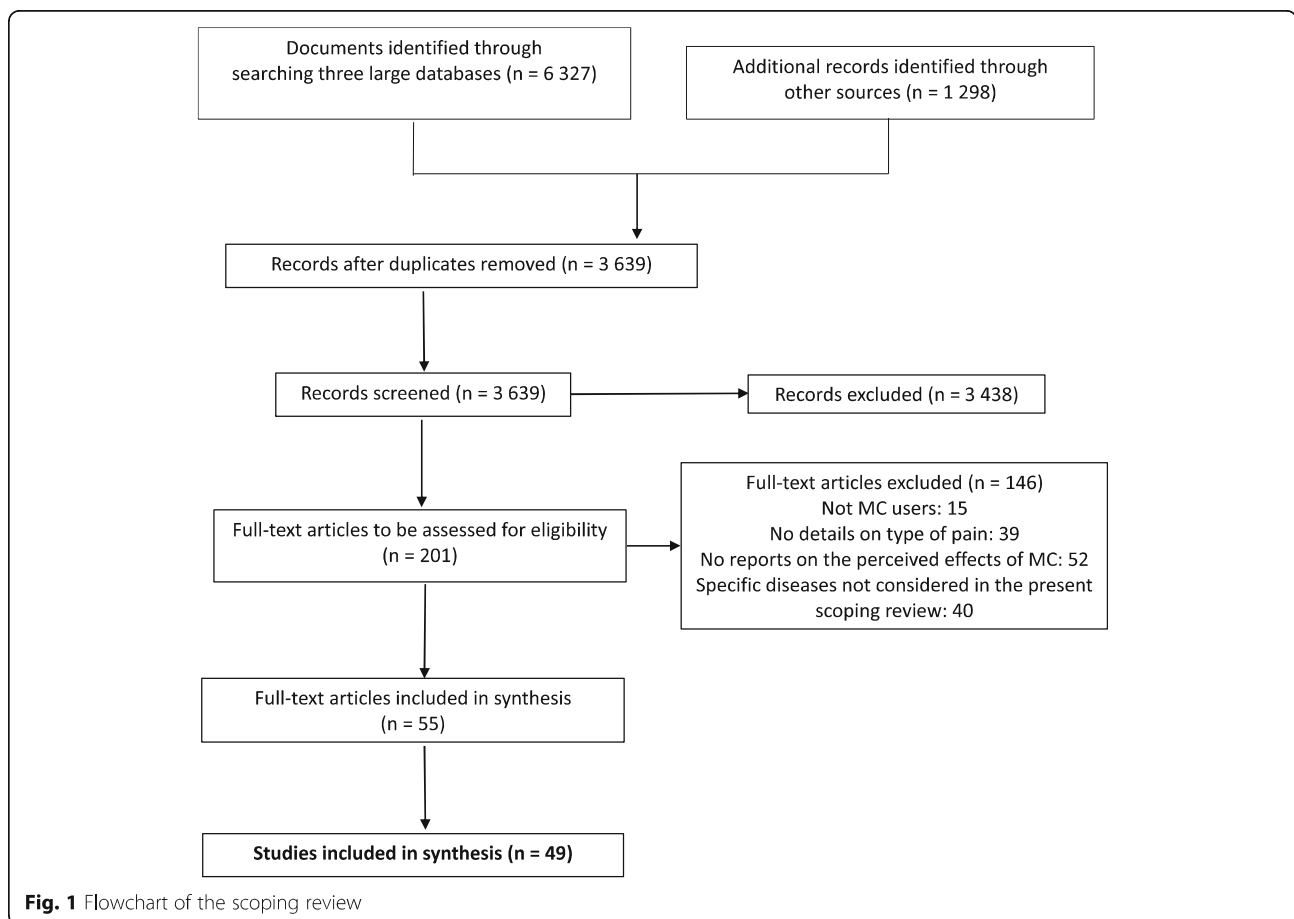 Documents identified through
searching three large databases (n = 6 327)
Additional records identified through
other sources (n = 1 298)
Records after duplicates removed (n = 3 639)
Records screened (n = 3 639)
Records excluded (n = 3 438)
Full-text articles to be assessed for eligibility
(n = 201)
Full-text articles excluded (n = 146)
Not MC users: 15
No details on type of pain: 39
No reports on the perceived effects of MC: 52
Specific diseases not considered in the present
scoping review: 40
Full-text articles included in synthesis
(n = 55)
Studies included in synthesis (n = 49)
Fig. 1 Flowchart of the scoping review